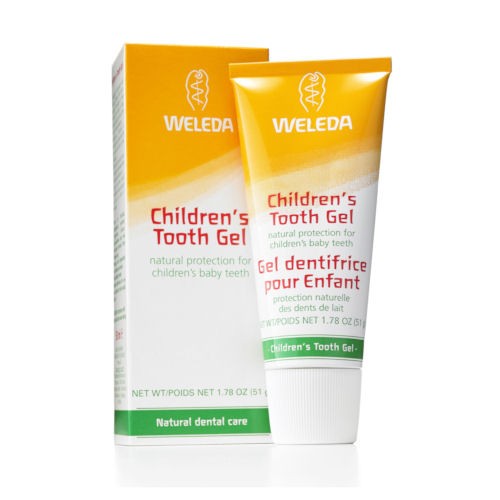 WELEDA
Children's
Tooth Gel
natural protection for
children's baby teeth
NET WT/POIDS NET 1.78 OZ (51 g
Natural dental care
WELEDA
Children's
Tooth Gel
natural protection for
children's baby teeth
Gel dentifrice
pour Enfant
protection naturelle
des dents de lait
NET WT/POIDS NET 1.78 OZ (51 g
- Children's Tooth Gel -